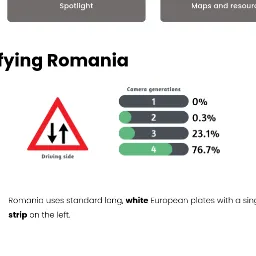 Spotlight
Maps and resour
fying Romania
Camera generations
1 0%
2 0.3%
3 23.1%
4 76.7%
Driving side
Romania uses standard long, white European plates with a sing
strip on the left.